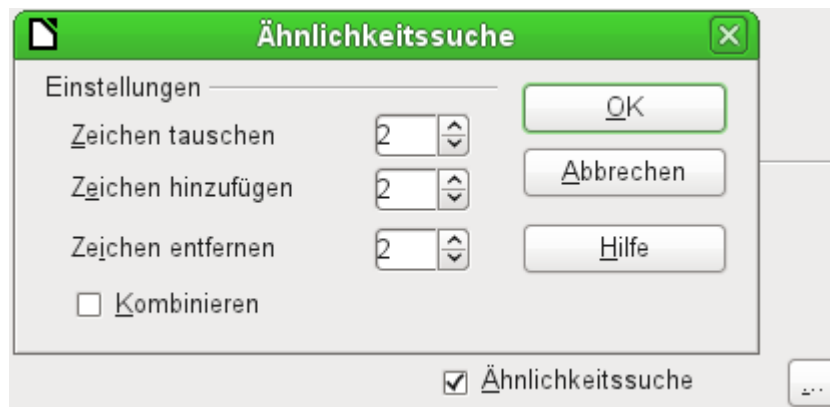 Ähnlichkeitssuche
Einstellungen
OK
Zeichen tauschen 2
Abbrechen
Zeichen hinzufügen 2
Zeichen entfernen 2
Hilfe
Kombinieren
Ähnlichkeitssuche
...